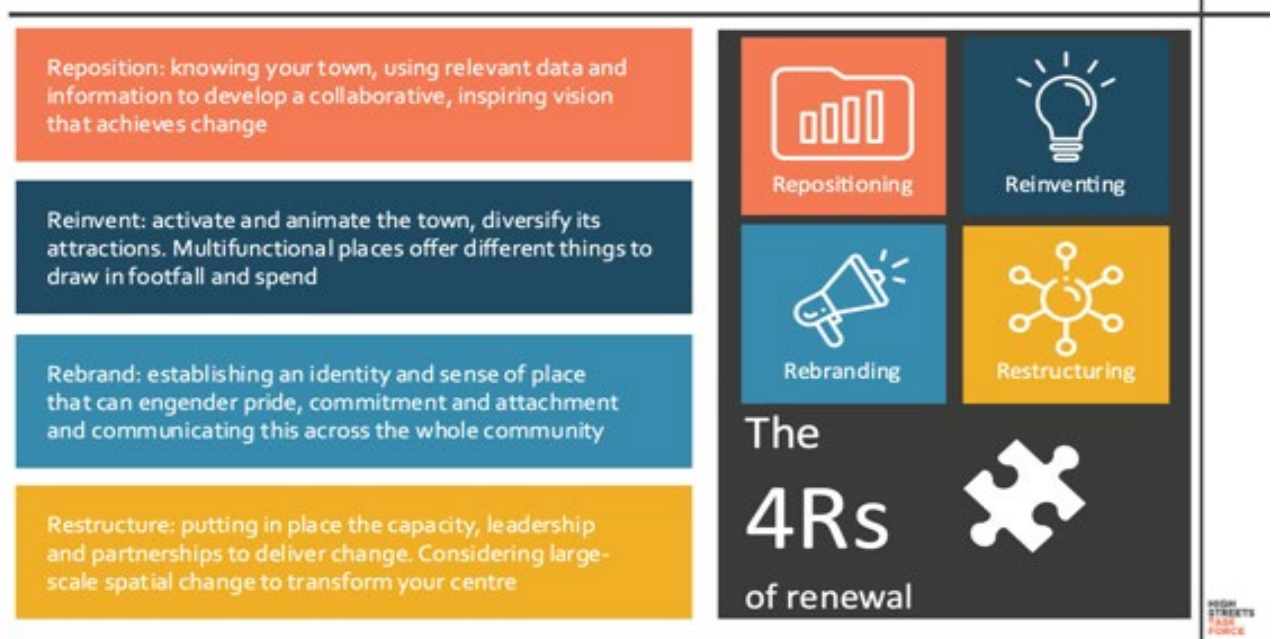 Reposition: knowing your town, using relevant data and
information to develop a collaborative, inspiring vision
that achieves change
Reinvent: activate and animate the town, diversify its
attractions. Multifunctional places offer different things to
draw in footfall and spend
Rebrand: establishing an identity and sense of place
that can engender pride, commitment and attachment
and communicating this across the whole community
Restructure: putting in place the capacity, leadership
and partnerships to deliver change. Considering large-
scale spatial change to transform your centre
Repositioning
Reinventing
Rebranding
Restructuring
The
4Rs
of renewal
HIGH
STREETS
TASK
FORCE